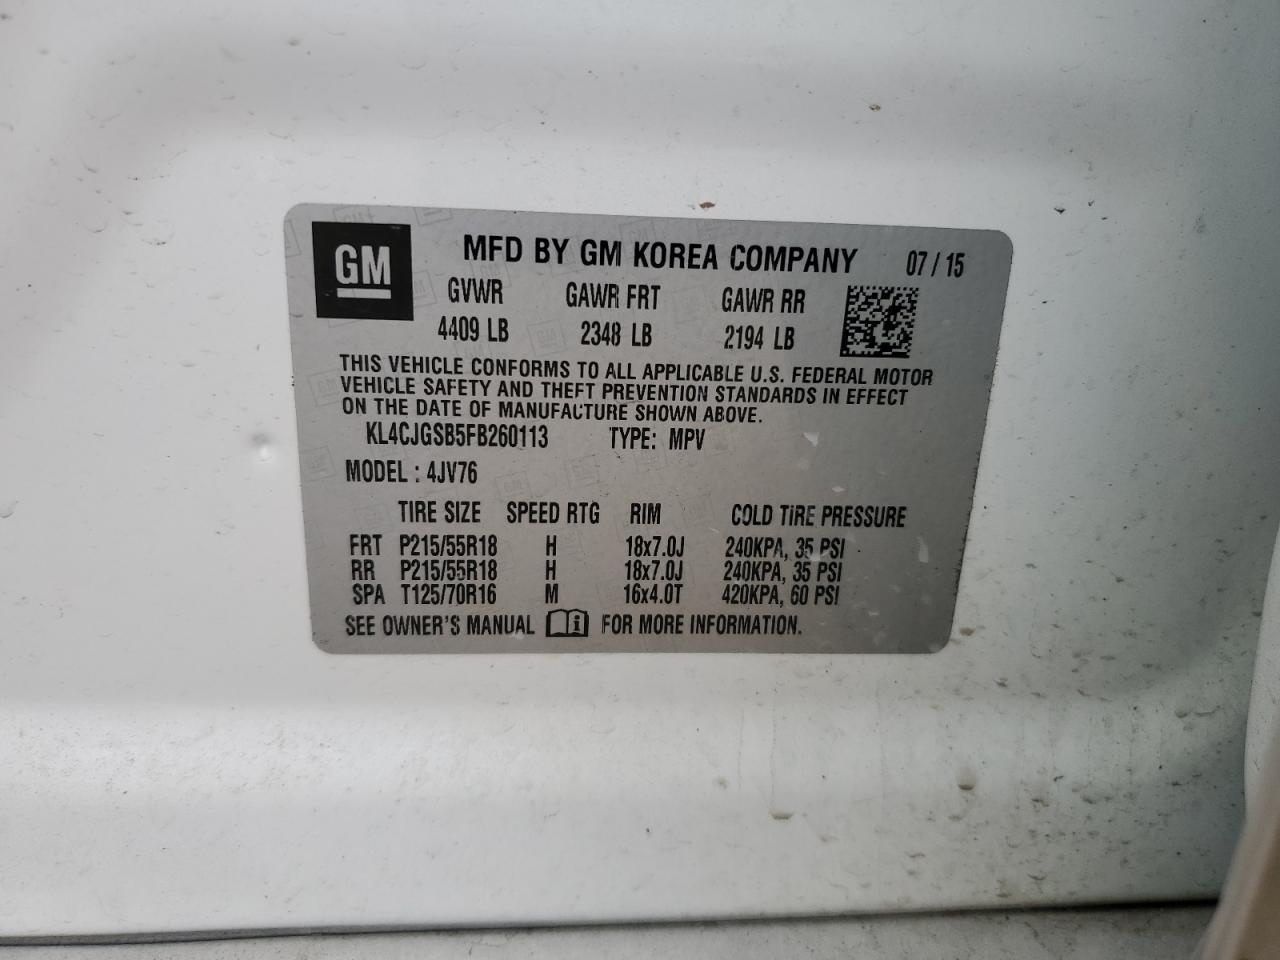 GM MFD BY GM KOREA COMPANY 07/15
GVWR GAWR FRT GAWR RR
4409 LB 2348 LB 2194 LB
THIS VEHICLE CONFORMS TO ALL APPLICABLE U.S. FEDERAL MOTOR
VEHICLE SAFETY AND THEFT PREVENTION STANDARDS IN EFFECT
ON THE DATE OF MANUFACTURE SHOWN ABOVE.
KL4CJGSB5FB260113 TYPE: MPV
MODEL : 4JV76
TIRE SIZE SPEED RTG RIM COLD TIRE PRESSURE
FRT P215/55R18 H 18x7.0J 240KPA, 35 PSI
RR P215/55R18 H 18x7.0J 240KPA, 35 PSI
SPA T125/70R16 M 16x4.0T 420KPA, 60 PSI
SEE OWNER'S MANUAL FOR MORE INFORMATION.